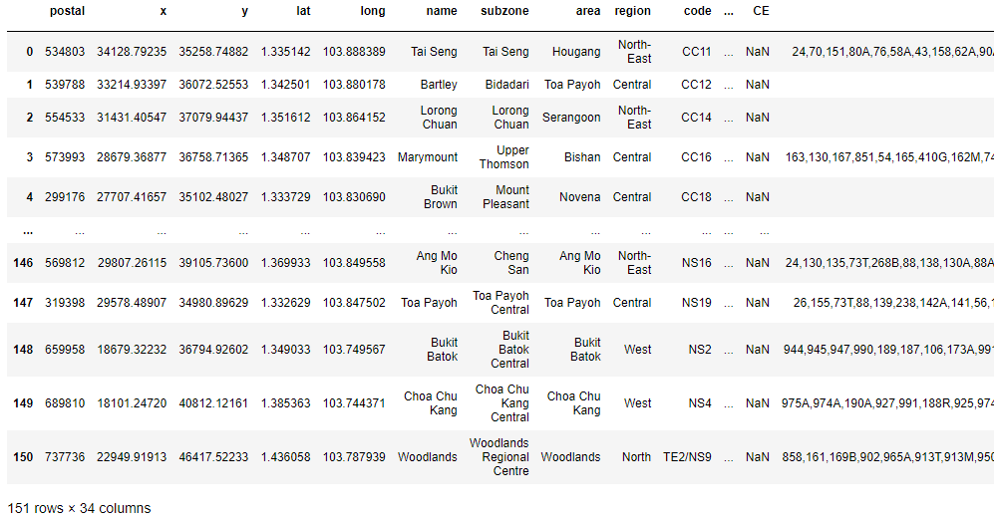 postal x y lat long name subzone area region code ... CE
0 534803 34128.79235 35258.74882 1.335142 103.888389 Tai Seng Tai Seng Hougang North-East CC11 ... NaN 24,70,151,80A,76,58A,43,158,62A,90A
1 539788 33214.93397 36072.52553 1.342501 103.880178 Bartley Bidadari Toa Payoh Central CC12 ... NaN
2 554533 31431.40547 37079.94437 1.351612 103.864152 Lorong Chuan Lorong Chuan Serangoon North-East CC14 ... NaN
3 573993 28679.36877 36758.71365 1.348707 103.839423 Marymount Upper Thomson Bishan Central CC16 ... NaN 163,130,167,851,54,165,410G,162M,74
4 299176 27707.41657 35102.48027 1.333729 103.830690 Bukit Brown Mount Pleasant Novena Central CC18 ... NaN
... ... ... ... ... ... ... ... ... ... ... ... ...
146 569812 29807.26115 39105.73600 1.369933 103.849558 Ang Mo Kio Cheng San Ang Mo Kio North-East NS16 ... NaN 24,130,135,73T,268B,88,138,130A,88A
147 319398 29578.48907 34980.89629 1.332629 103.847502 Toa Payoh Toa Payoh Central Toa Payoh Central NS19 ... NaN 26,155,73T,88,139,238,142A,141,56,1
148 659958 18679.32232 36794.92602 1.349033 103.749567 Bukit Batok Bukit Batok Central Bukit Batok West NS2 ... NaN 944,945,947,990,189,187,106,173A,991
149 689810 18101.24720 40812.12161 1.385363 103.744371 Choa Chu Kang Choa Chu Kang Central Choa Chu Kang West NS4 ... NaN 975A,974A,190A,927,991,188R,925,974
150 737736 22949.91913 46417.52233 1.436058 103.787939 Woodlands Woodlands Regional Centre Woodlands North TE2/NS9 ... NaN 858,161,169B,902,965A,913T,913M,950
151 rows × 34 columns